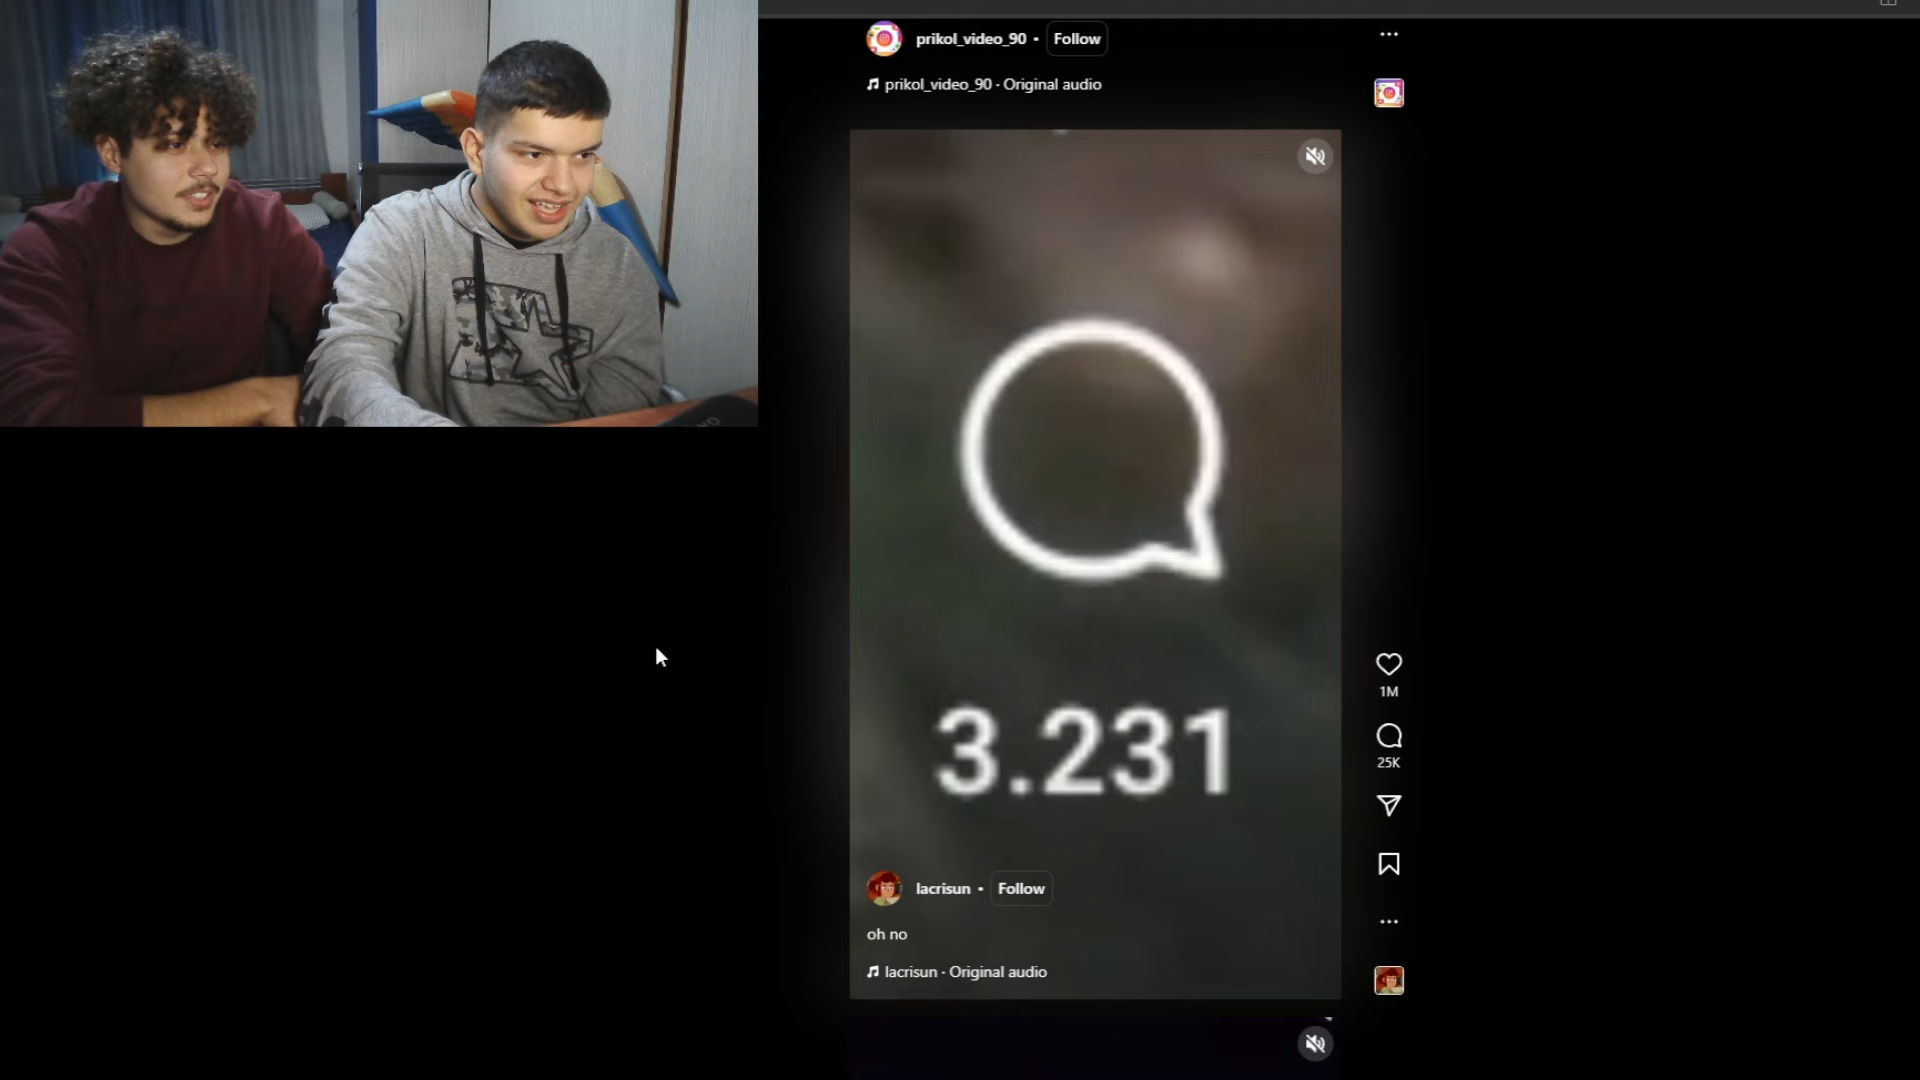 prikol_video_90 • Follow
prikol_video_90 · Original audio
3.231
1M
25K
lacrisun • Follow
oh no
lacrisun · Original audio